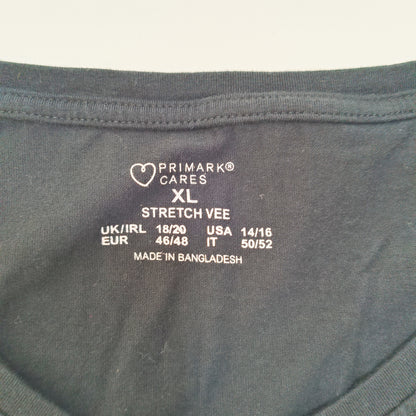 PRIMARK®
CARES
XL
STRETCH VEE
UK/IRL 18/20 USA 14/16
EUR 46/48 IT 50/52
MADE IN BANGLADESH